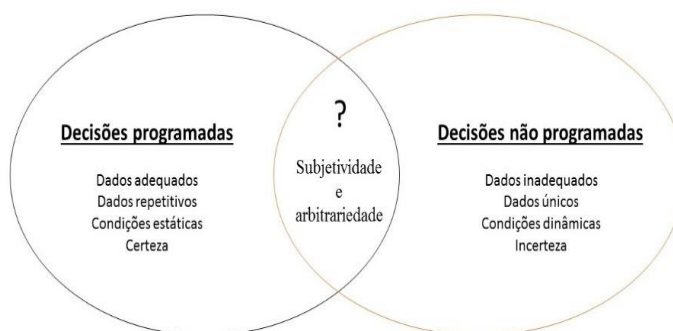 Decisões programadas
Dados adequados
Dados repetitivos
Condições estáticas
Certeza
?
Subjetividade
e
arbitrariedade
Decisões não programadas
Dados inadequados
Dados únicos
Condições dinâmicas
Incerteza